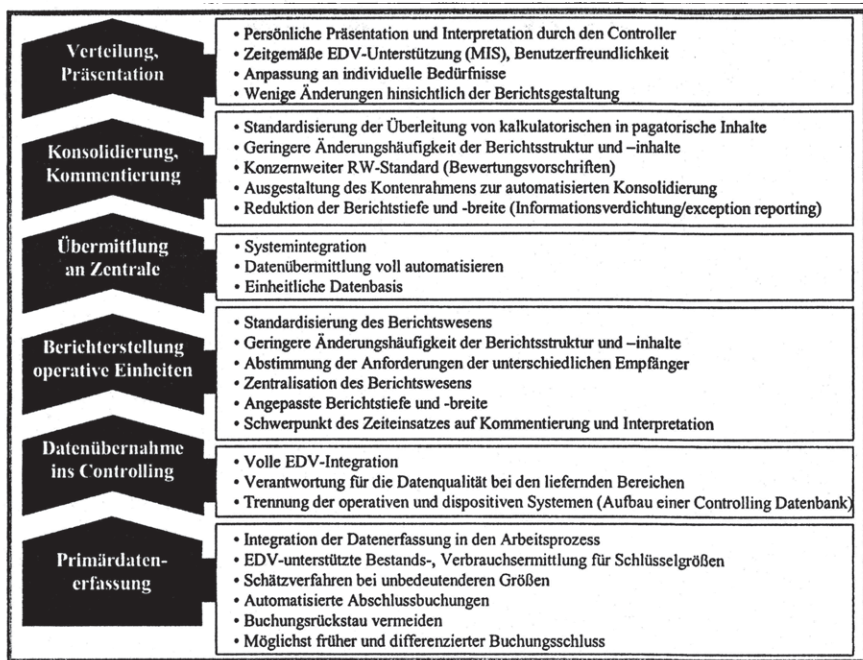 Verteilung,
Präsentation
• Persönliche Präsentation und Interpretation durch den Controller
• Zeitgemäße EDV-Unterstützung (MIS), Benutzerfreundlichkeit
• Anpassung an individuelle Bedürfnisse
• Wenige Änderungen hinsichtlich der Berichtsgestaltung
Konsolidierung,
Kommentierung
• Standardisierung der Überleitung von kalkulatorischen in pagatorische Inhalte
• Geringere Änderungshäufigkeit der Berichtsstruktur und –inhalte
• Konzernweiter RW-Standard (Bewertungsvorschriften)
• Ausgestaltung des Kontenrahmens zur automatisierten Konsolidierung
• Reduktion der Berichtstiefe und -breite (Informationsverdichtung/exception reporting)
Übermittlung
an Zentrale
• Systemintegration
• Datenübermittlung voll automatisieren
• Einheitliche Datenbasis
Berichterstellung
operative Einheiten
• Standardisierung des Berichtswesens
• Geringere Änderungshäufigkeit der Berichtsstruktur und –inhalte
• Abstimmung der Anforderungen der unterschiedlichen Empfänger
• Zentralisation des Berichtswesens
• Angepasste Berichtstiefe und -breite
• Schwerpunkt des Zeiteinsatzes auf Kommentierung und Interpretation
Datenübernahme
ins Controlling
• Volle EDV-Integration
• Verantwortung für die Datenqualität bei den liefernden Bereichen
• Trennung der operativen und dispositiven Systemen (Aufbau einer Controlling Datenbank)
Primärdaten-
erfassung
• Integration der Datenerfassung in den Arbeitsprozess
• EDV-unterstützte Bestands-, Verbrauchsermittlung für Schlüsselgrößen
• Schätzverfahren bei unbedeutenderen Größen
• Automatisierte Abschlussbuchungen
• Buchungsrückstau vermeiden
• Möglichst früher und differenzierter Buchungsschluss